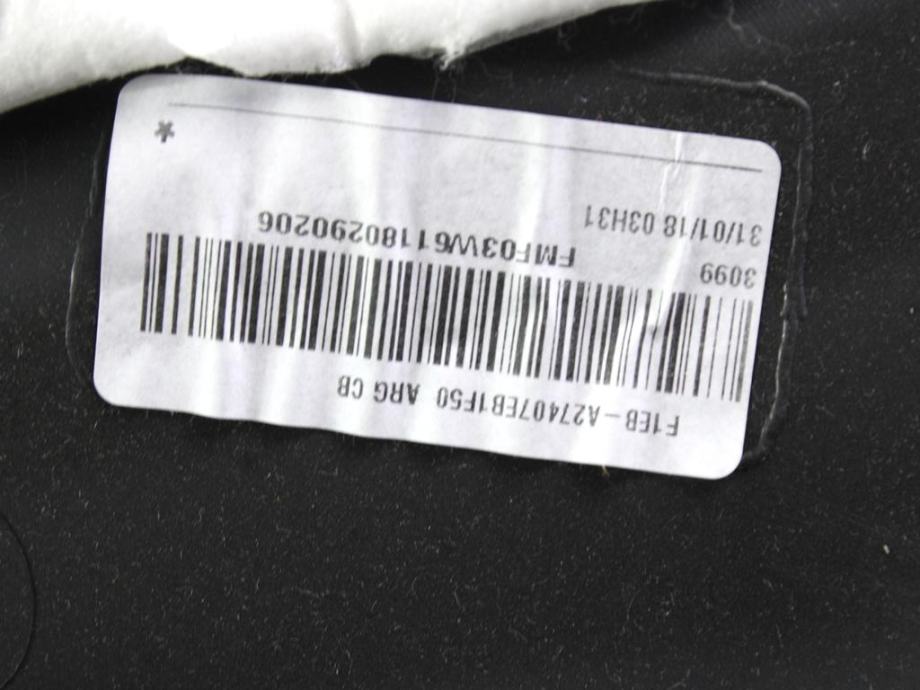 F1EB-A27407EB1F50 ARG CB
3099
FMF03W61180290206
31/01/18 03H31
*